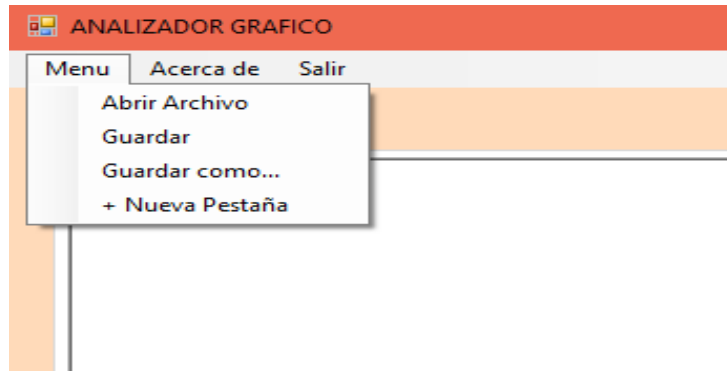 ANALIZADOR GRAFICO
Menu Acerca de Salir
Abrir Archivo
Guardar
Guardar como...
+ Nueva Pestaña